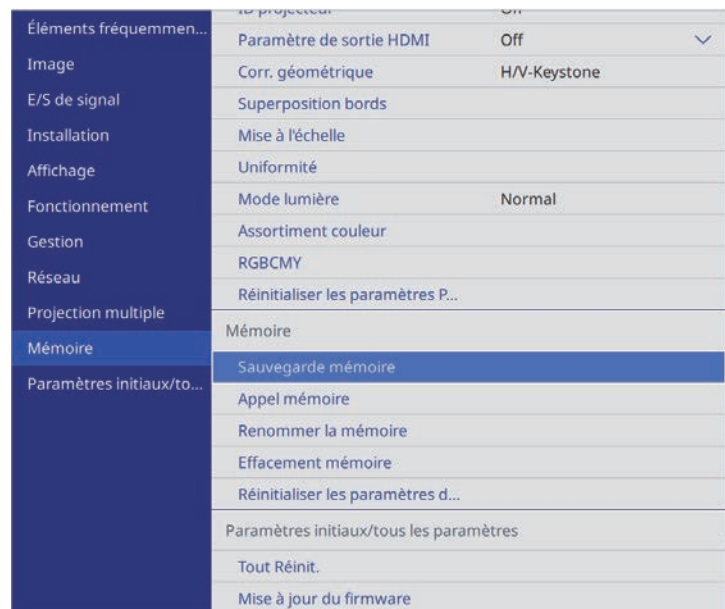 Éléments fréquemmen...
Image
E/S de signal
Installation
Affichage
Fonctionnement
Gestion
Réseau
Projection multiple
Mémoire
Paramètres initiaux/to...
ID projecteur Off
Paramètre de sortie HDMI Off
Corr. géométrique H/V-Keystone
Superposition bords
Mise à l'échelle
Uniformité
Mode lumière Normal
Assortiment couleur
RGBCMY
Réinitialiser les paramètres P...
Mémoire
Sauvegarde mémoire
Appel mémoire
Renommer la mémoire
Effacement mémoire
Réinitialiser les paramètres d...
Paramètres initiaux/tous les paramètres
Tout Réinit.
Mise à jour du firmware